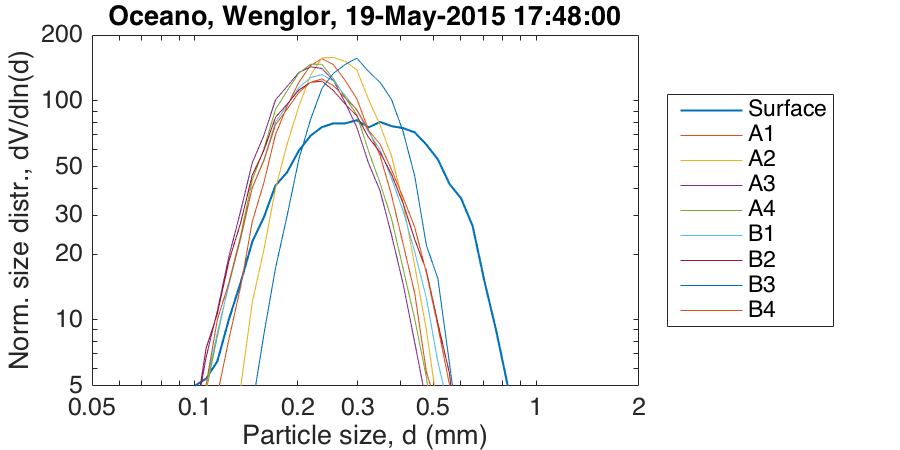 Oceano, Wenglor, 19-May-2015 17:48:00
Norm. size distr., dV/dln(d)
200
100
50
30
20
10
5
0.05 0.1 0.2 0.3 0.5 1 2
Particle size, d (mm)
Surface
A1
A2
A3
A4
B1
B2
B3
B4